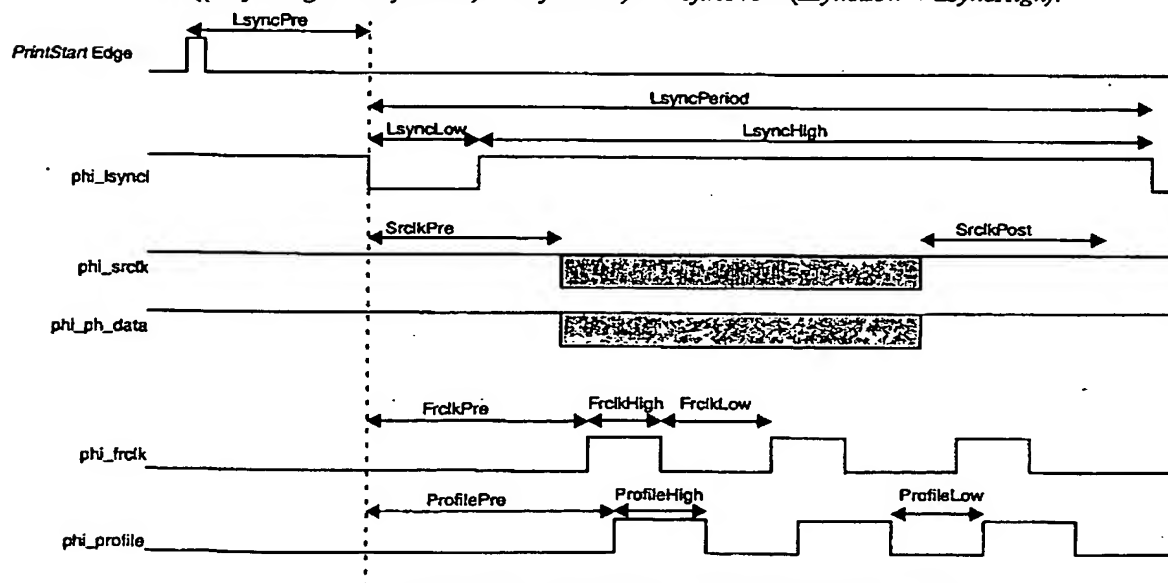 LsyncPre
PrintStart Edge
LsyncPeriod
LsyncLow
LsyncHigh
phi_lsyncl
SrclkPre
SrclkPost
phi_srclk
phi_ph_data
FrclkPre
FrclkHigh
FrclkLow
phi_frclk
ProfilePre
ProfileHigh
ProfileLow
phi_profile